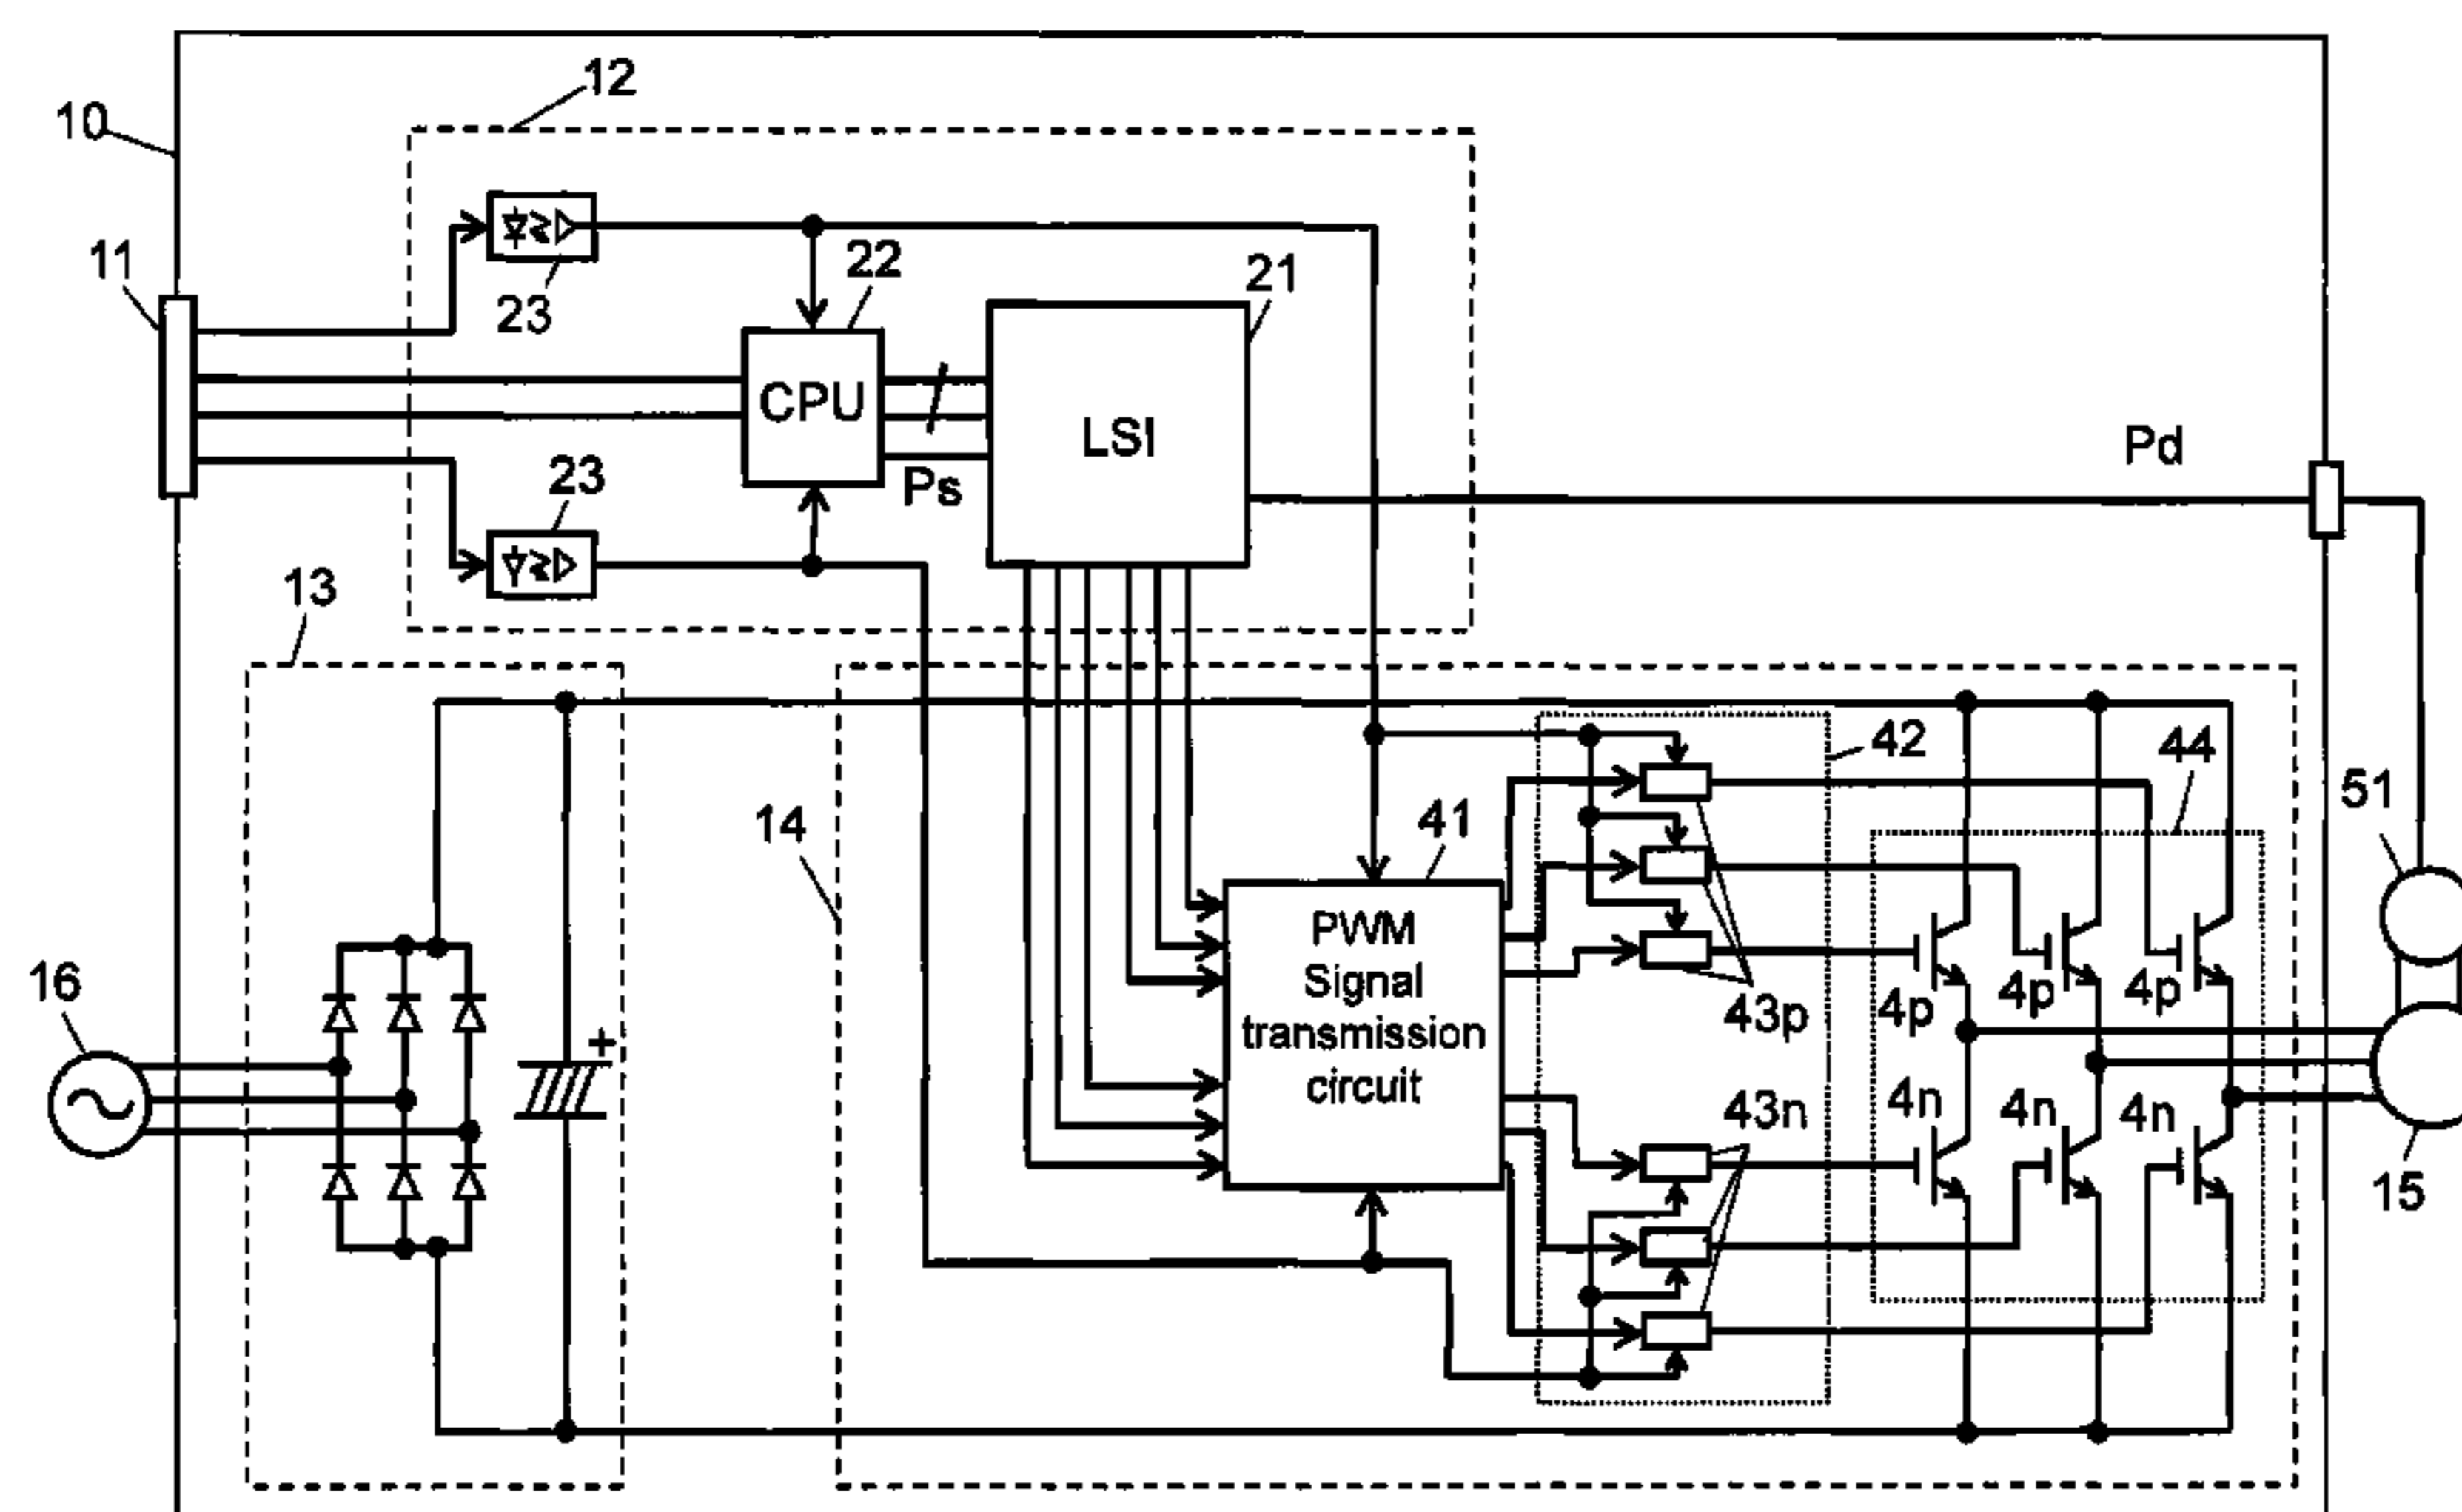 12
10
11
23
22
21
CPU
LSI
Pd
Ps
23
13
42
44
51
14
41
PWM
Signal
transmission
circuit
16
43p
4p
4p
4p
+
43n
4n
4n
4n
15